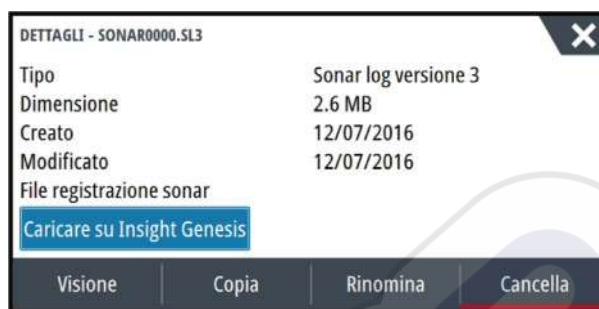 DETTAGLI - SONAR0000.SL3
Tipo Sonar log versione 3
Dimensione 2.6 MB
Creato 12/07/2016
Modificato 12/07/2016
File registrazione sonar
Caricare su Insight Genesis
Visione Copia Rinomina Cancella